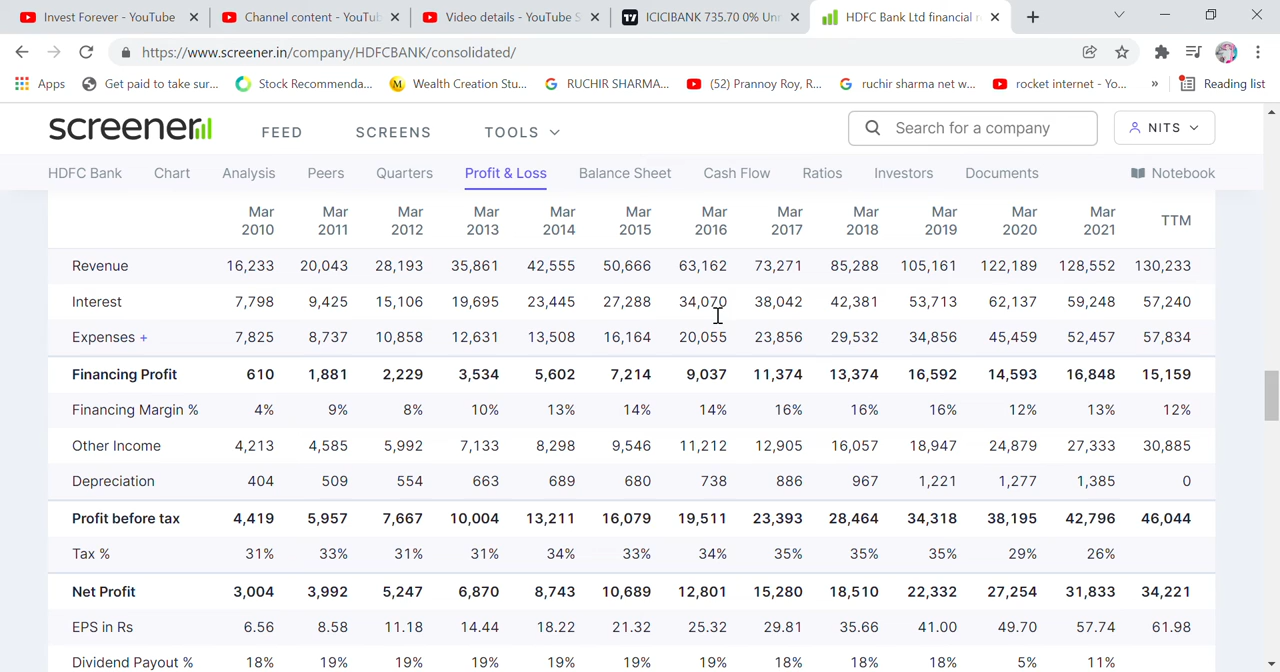 Invest Forever - YouTube
Channel content - YouTub
Video details - YouTube S
ICICIBANK 735.70 0% Unn
HDFC Bank Ltd financial r
https://www.screener.in/company/HDFCBANK/consolidated/
Apps
Get paid to take sur...
Stock Recommenda...
Wealth Creation Stu...
RUCHIR SHARMA...
(52) Prannoy Roy, R...
ruchir sharma net w...
rocket internet - Yo...
»
Reading list
screener
FEED
SCREENS
TOOLS
Search for a company
NITS
HDFC Bank Chart Analysis Peers Quarters Profit & Loss Balance Sheet Cash Flow Ratios Investors Documents Notebook
Mar 2010 Mar 2011 Mar 2012 Mar 2013 Mar 2014 Mar 2015 Mar 2016 Mar 2017 Mar 2018 Mar 2019 Mar 2020 Mar 2021 TTM
Revenue 16,233 20,043 28,193 35,861 42,555 50,666 63,162 73,271 85,288 105,161 122,189 128,552 130,233
Interest 7,798 9,425 15,106 19,695 23,445 27,288 34,070 38,042 42,381 53,713 62,137 59,248 57,240
Expenses + 7,825 8,737 10,858 12,631 13,508 16,164 20,055 23,856 29,532 34,856 45,459 52,457 57,834
Financing Profit 610 1,881 2,229 3,534 5,602 7,214 9,037 11,374 13,374 16,592 14,593 16,848 15,159
Financing Margin % 4% 9% 8% 10% 13% 14% 14% 16% 16% 16% 12% 13% 12%
Other Income 4,213 4,585 5,992 7,133 8,298 9,546 11,212 12,905 16,057 18,947 24,879 27,333 30,885
Depreciation 404 509 554 663 689 680 738 886 967 1,221 1,277 1,385 0
Profit before tax 4,419 5,957 7,667 10,004 13,211 16,079 19,511 23,393 28,464 34,318 38,195 42,796 46,044
Tax % 31% 33% 31% 31% 34% 33% 34% 35% 35% 35% 29% 26%
Net Profit 3,004 3,992 5,247 6,870 8,743 10,689 12,801 15,280 18,510 22,332 27,254 31,833 34,221
EPS in Rs 6.56 8.58 11.18 14.44 18.22 21.32 25.32 29.81 35.66 41.00 49.70 57.74 61.98
Dividend Payout % 18% 19% 19% 19% 19% 19% 19% 18% 18% 18% 5% 11%